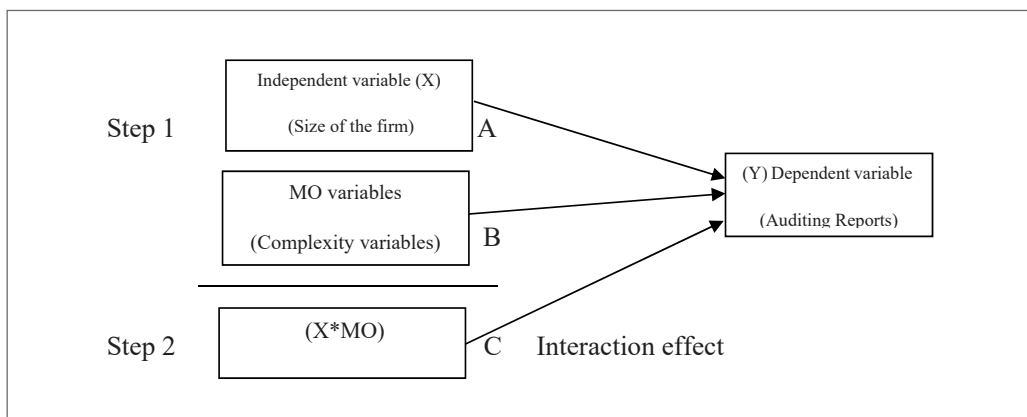 Independent variable (X)
Step 1
(Size of the firm)
A
MO variables
(Y) Dependent variable
(Complexity variables)
B
(Auditing Reports)
Step 2
(X*MO)
C Interaction effect